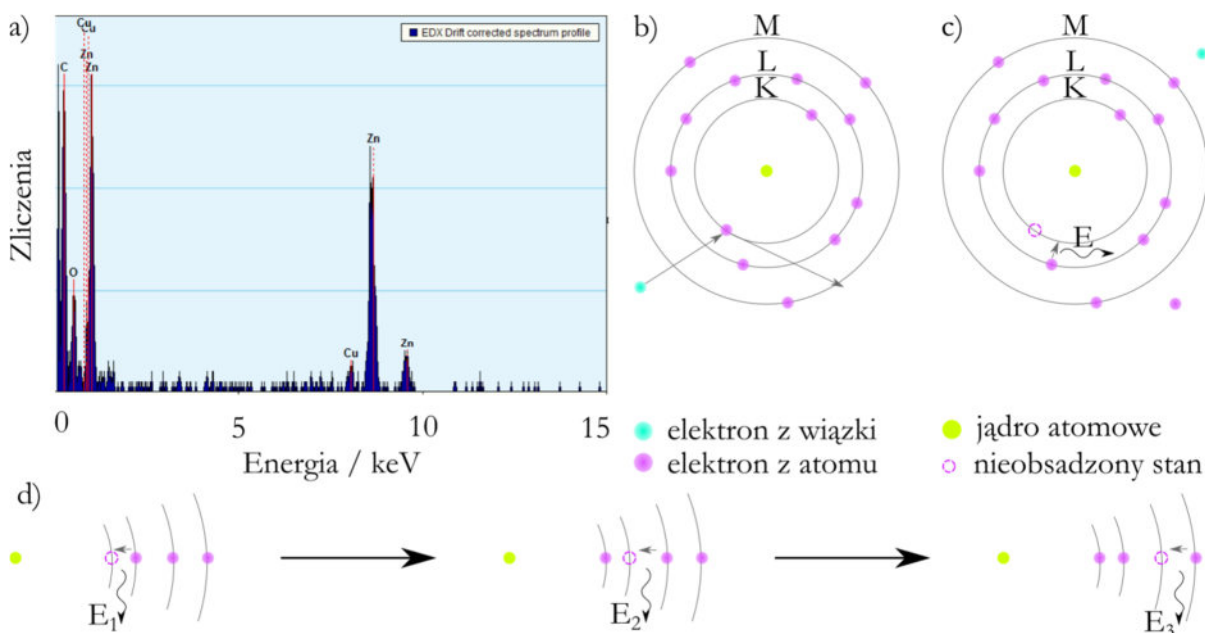 a)
Zliczenia
EDX Drift corrected spectrum profile
C
O
Cu
Cu
Zn
Zn
Zn
Cu
Zn
0
5
10
15
Energia / keV
b)
M
L
K
c)
M
L
K
E
elektron z wiązki
elektron z atomu
jądro atomowe
nieobsadzony stan
d)
E1
E2
E3